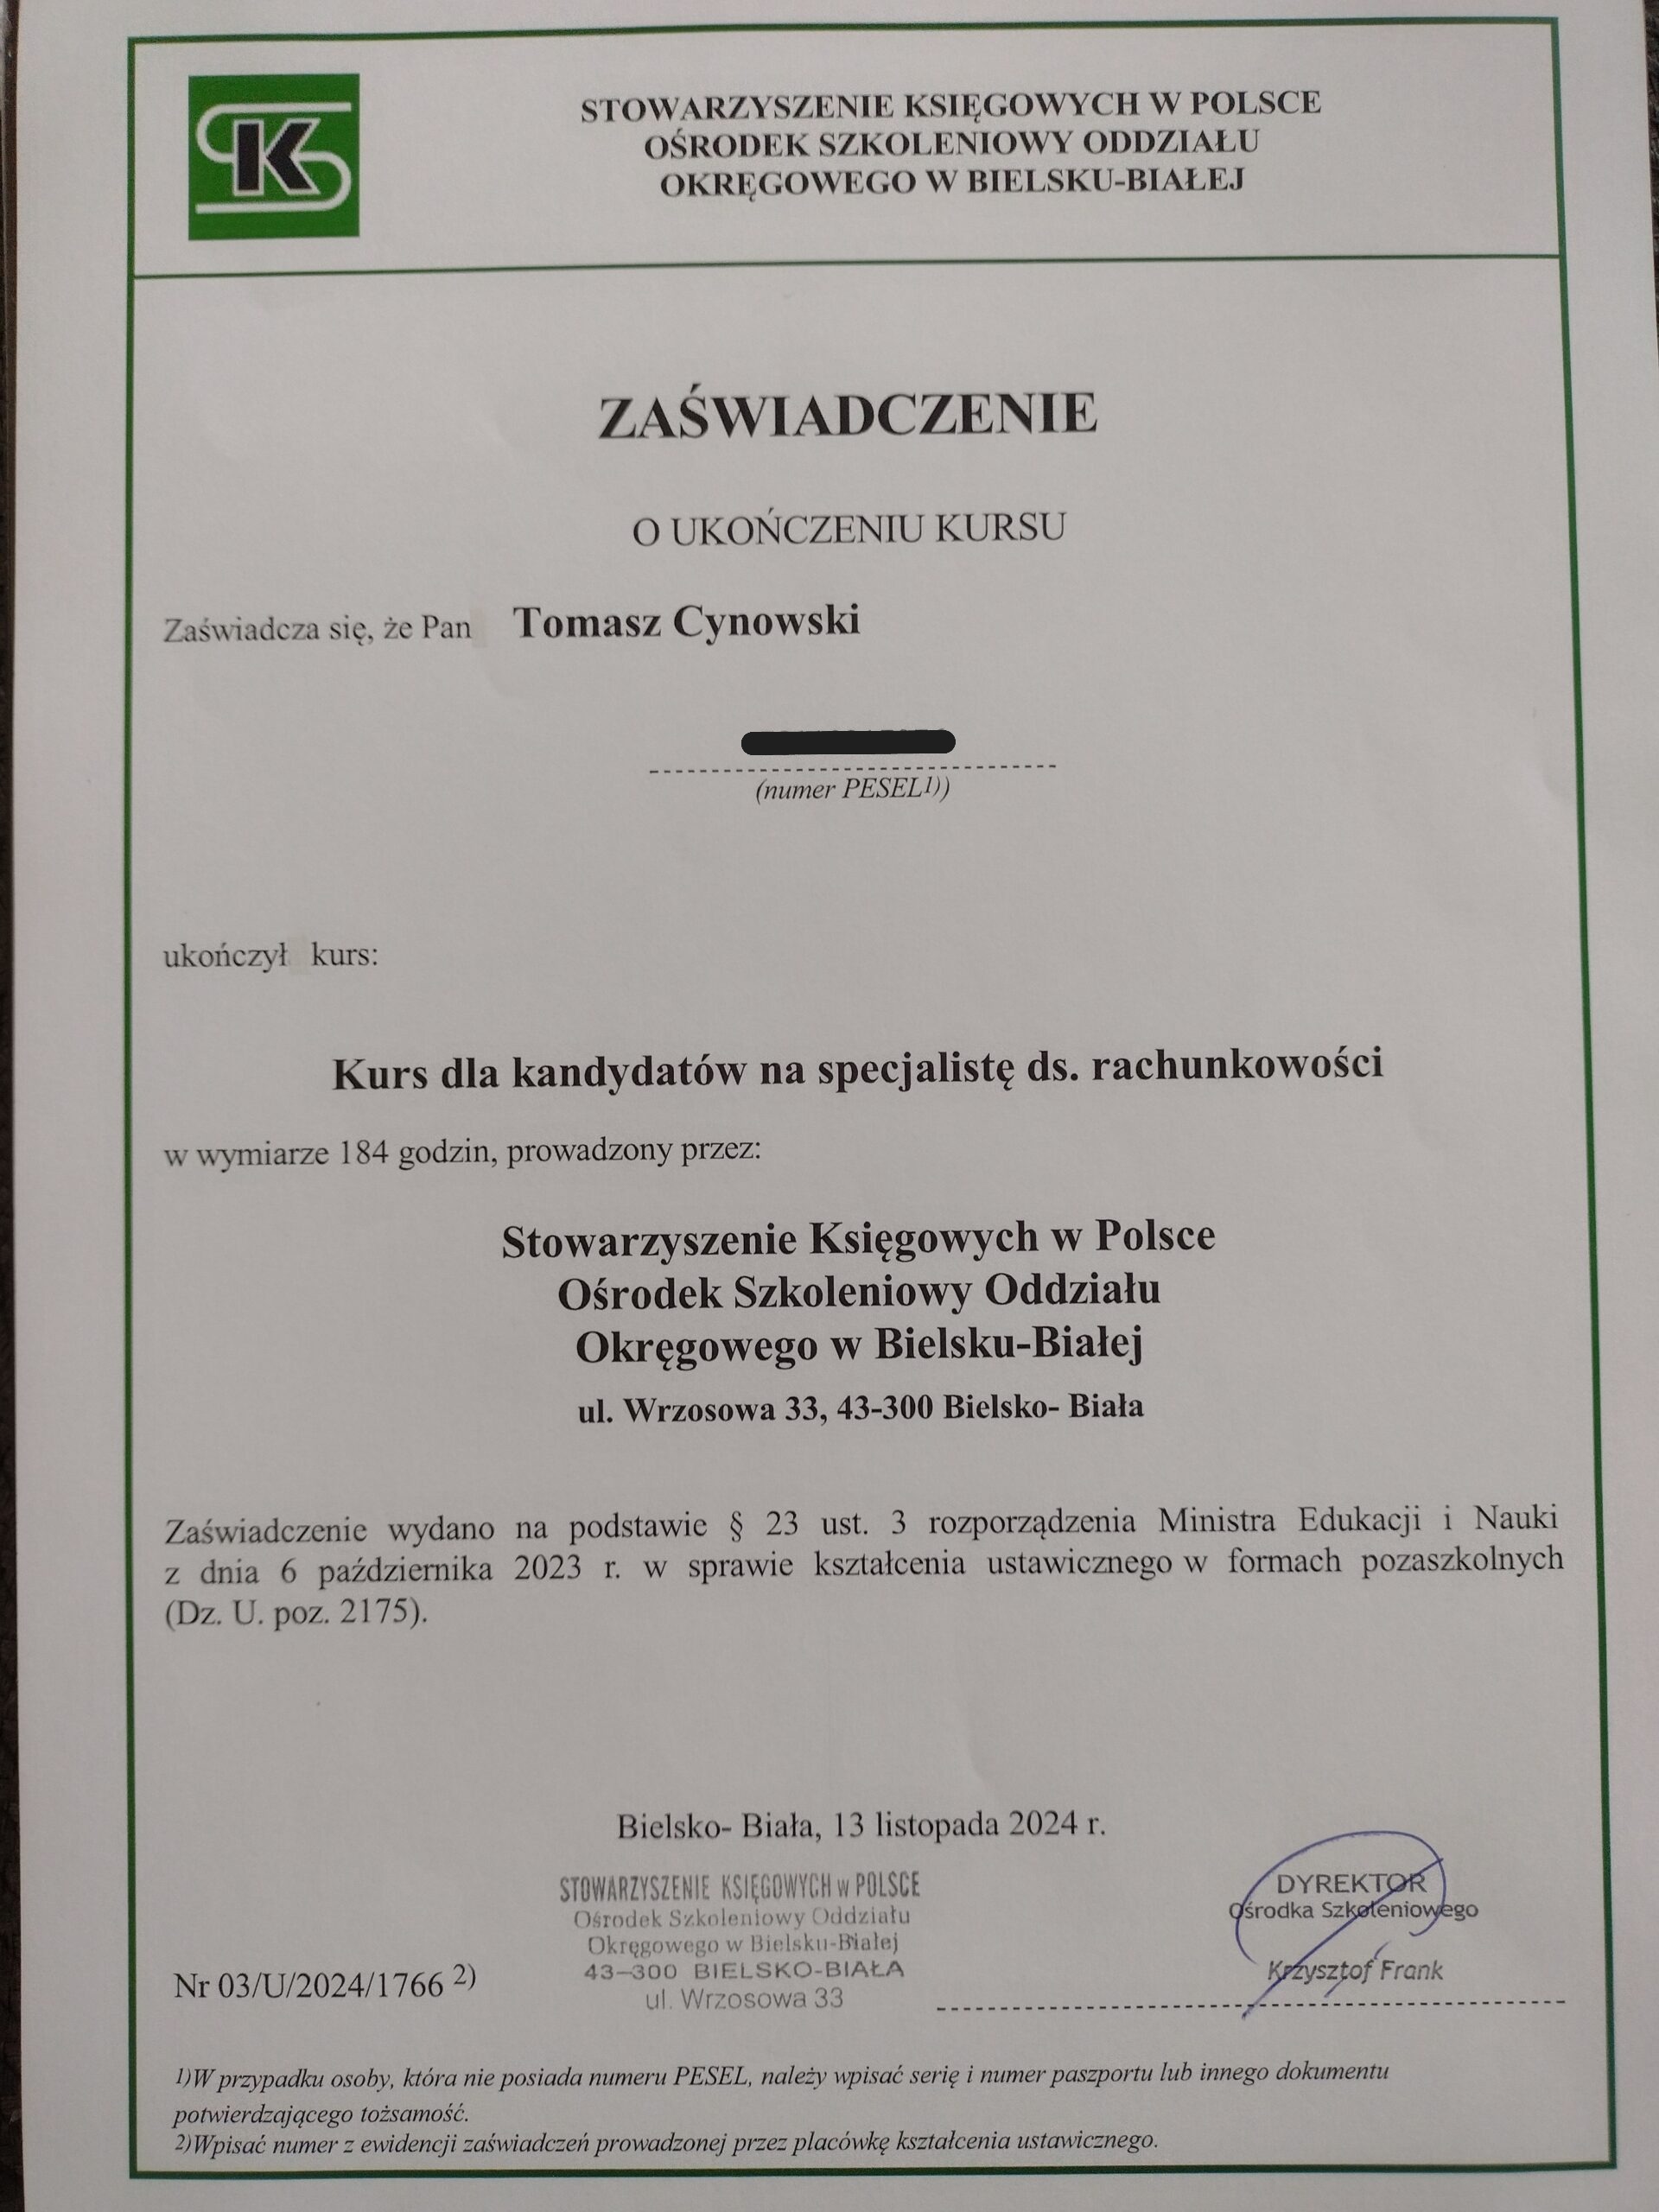 SKP
STOWARZYSZENIE KSIĘGOWYCH W POLSCE
OŚRODEK SZKOLENIOWY ODDZIAŁU
OKRĘGOWEGO W BIELSKU-BIAŁEJ
ZAŚWIADCZENIE
O UKOŃCZENIU KURSU
Zaświadcza się, że Pan Tomasz Cynowski
(numer PESEL1))
ukończył kurs:
Kurs dla kandydatów na specjalistę ds. rachunkowości
w wymiarze 184 godzin, prowadzony przez:
Stowarzyszenie Księgowych w Polsce
Ośrodek Szkoleniowy Oddziału
Okręgowego w Bielsku-Białej
ul. Wrzosowa 33, 43-300 Bielsko- Biała
Zaświadczenie wydano na podstawie § 23 ust. 3 rozporządzenia Ministra Edukacji i Nauki
z dnia 6 października 2023 r. w sprawie kształcenia ustawicznego w formach pozaszkolnych
(Dz. U. poz. 2175).
Bielsko- Biała, 13 listopada 2024 r.
STOWARZYSZENIE KSIĘGOWYCH w POLSCE
Ośrodek Szkoleniowy Oddziału
Okręgowego w Bielsku-Białej
43–300 BIELSKO-BIAŁA
ul. Wrzosowa 33
DYREKTOR
Ośrodka Szkoleniowego
Krzysztof Frank
Nr 03/U/2024/1766 2)
1)W przypadku osoby, która nie posiada numeru PESEL, należy wpisać serię i numer paszportu lub innego dokumentu
potwierdzającego tożsamość.
2)Wpisać numer z ewidencji zaświadczeń prowadzonej przez placówkę kształcenia ustawicznego.